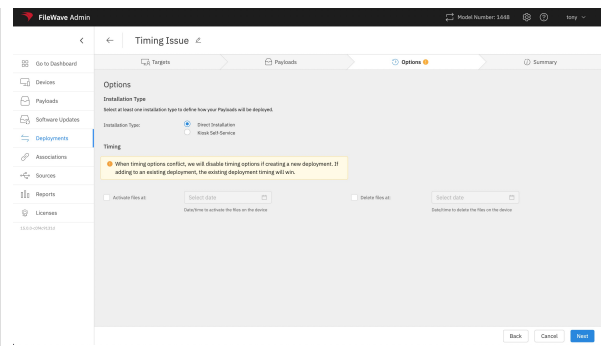 FileWave Admin
Model Number: 1448
tony
Timing Issue
Go to Dashboard
Devices
Payloads
Software Updates
Deployments
Associations
Sources
Reports
Licenses
Targets
Payloads
Options
Summary
Options
Installation Type
Select at least one installation type to define how your Payloads will be deployed.
Installation Type:
Direct Installation
Kiosk Self-Service
Timing
When timing options conflict, we will disable timing options if creating a new deployment. If
adding to an existing deployment, the existing deployment timing will win.
Activate files at:
Select date
Date/time to activate the files on the device
Delete files at:
Select date
Date/time to delete the files on the device
Back
Cancel
Next